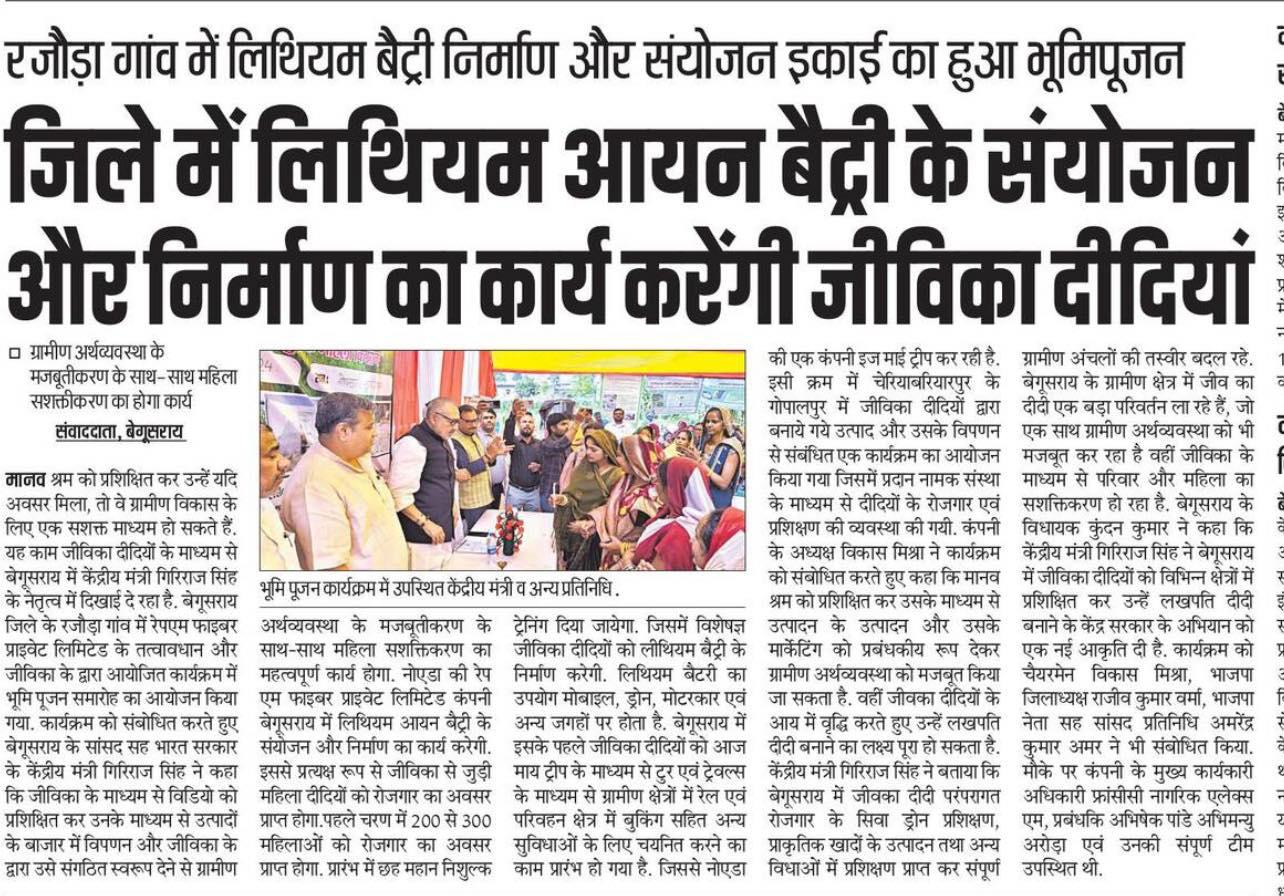 रजौड़ा गांव में लिथियम बैट्री निर्माण और संयोजन इकाई का हुआ भूमिपूजन
जिले में लिथियम आयन बैट्री के संयोजन
और निर्माण का कार्य करेंगी जीविका दीदियां
ग्रामीण अर्थव्यवस्था के
मजबूतीकरण के साथ-साथ महिला
सशक्तीकरण का होगा कार्य
संवाददाता, बेगूसराय
मानव श्रम को प्रशिक्षित कर उन्हें यदि
अवसर मिला, तो वे ग्रामीण विकास के
लिए एक सशक्त माध्यम हो सकते हैं.
यह काम जीविका दीदियों के माध्यम से
बेगूसराय में केंद्रीय मंत्री गिरिराज सिंह
के नेतृत्व में दिखाई दे रहा है. बेगूसराय
जिले के रजौड़ा गांव में रेपएम फाइबर
प्राइवेट लिमिटेड के तत्वावधान और
जीविका के द्वारा आयोजित कार्यक्रम में
भूमि पूजन समारोह का आयोजन किया
गया. कार्यक्रम को संबोधित करते हुए
बेगूसराय के सांसद सह भारत सरकार
के केंद्रीय मंत्री गिरिराज सिंह ने कहा
कि जीविका के माध्यम से विडियो को
प्रशिक्षित कर उनके माध्यम से उत्पादों
के बाजार में विपणन और जीविका के
द्वारा उसे संगठित स्वरूप देने से ग्रामीण
भूमि पूजन कार्यक्रम में उपस्थित केंद्रीय मंत्री व अन्य प्रतिनिधि .
अर्थव्यवस्था के मजबूतीकरण के
साथ-साथ महिला सशक्तिकरण का
महत्वपूर्ण कार्य होगा. नोएडा की रेप
एम फाइबर प्राइवेट लिमिटेड कंपनी
बेगूसराय में लिथियम आयन बैट्री के
संयोजन और निर्माण का कार्य करेगी.
इससे प्रत्यक्ष रूप से जीविका से जुड़ी
महिला दीदियों को रोजगार का अवसर
प्राप्त होगा.पहले चरण में 200 से 300
महिलाओं को रोजगार का अवसर
प्राप्त होगा. प्रारंभ में छह महान निशुल्क
ट्रेनिंग दिया जायेगा. जिसमें विशेषज्ञ
जीविका दीदियों को लीथियम बैट्री के
निर्माण करेगी. लिथियम बैटरी का
उपयोग मोबाइल, ड्रोन, मोटरकार एवं
अन्य जगहों पर होता है. बेगूसराय में
इसके पहले जीविका दीदियों को आज
माय ट्रीप के माध्यम से टुर एवं ट्रेवल्स
के माध्यम से ग्रामीण क्षेत्रों में रेल एवं
परिवहन क्षेत्र में बुकिंग सहित अन्य
सुविधाओं के लिए चयनित करने का
काम प्रारंभ हो गया है. जिससे नोएडा
की एक कंपनी इज माई ट्रीप कर रही है.
इसी क्रम में चेरियाबरियारपुर के
गोपालपुर में जीविका दीदियों द्वारा
बनाये गये उत्पाद और उसके विपणन
से संबंधित एक कार्यक्रम का आयोजन
किया गया जिसमें प्रदान नामक संस्था
के माध्यम से दीदियों के रोजगार एवं
प्रशिक्षण की व्यवस्था की गयी. कंपनी
के अध्यक्ष विकास मिश्रा ने कार्यक्रम
को संबोधित करते हुए कहा कि मानव
श्रम को प्रशिक्षित कर उसके माध्यम से
उत्पादन के उत्पादन और उसके
मार्केटिंग को प्रबंधकीय रूप देकर
ग्रामीण अर्थव्यवस्था को मजबूत किया
जा सकता है. वहीं जीवका दीदियों के
आय में वृद्धि करते हुए उन्हें लखपति
दीदी बनाने का लक्ष्य पूरा हो सकता है.
केंद्रीय मंत्री गिरिराज सिंह ने बताया कि
बेगूसराय में जीवका दीदी परंपरागत
रोजगार के सिवा ड्रोन प्रशिक्षण,
प्राकृतिक खादों के उत्पादन तथा अन्य
विधाओं में प्रशिक्षण प्राप्त कर संपूर्ण
ग्रामीण अंचलों की तस्वीर बदल रहे.
बेगूसराय के ग्रामीण क्षेत्र में जीव का
दीदी एक बड़ा परिवर्तन ला रहे हैं, जो
एक साथ ग्रामीण अर्थव्यवस्था को भी
मजबूत कर रहा है वहीं जीविका के
माध्यम से परिवार और महिला का
सशक्तिकरण हो रहा है. बेगूसराय के
विधायक कुंदन कुमार ने कहा कि
केंद्रीय मंत्री गिरिराज सिंह ने बेगूसराय
में जीविका दीदियों को विभिन्न क्षेत्रों में
प्रशिक्षित कर उन्हें लखपति दीदी
बनाने के केंद्र सरकार के अभियान को
एक नई आकृति दी है. कार्यक्रम को
चैयरमेन विकास मिश्रा, भाजपा
जिलाध्यक्ष राजीव कुमार वर्मा, भाजपा
नेता सह सांसद प्रतिनिधि अमरेंद्र
कुमार अमर ने भी संबोधित किया.
मौके पर कंपनी के मुख्य कार्यकारी
अधिकारी फ्रांसीसी नागरिक एलेक्स
एम, प्रबंधकि अभिषेक पांडे अभिमन्यु
अरोड़ा एवं उनकी संपूर्ण टीम
उपस्थित थी.